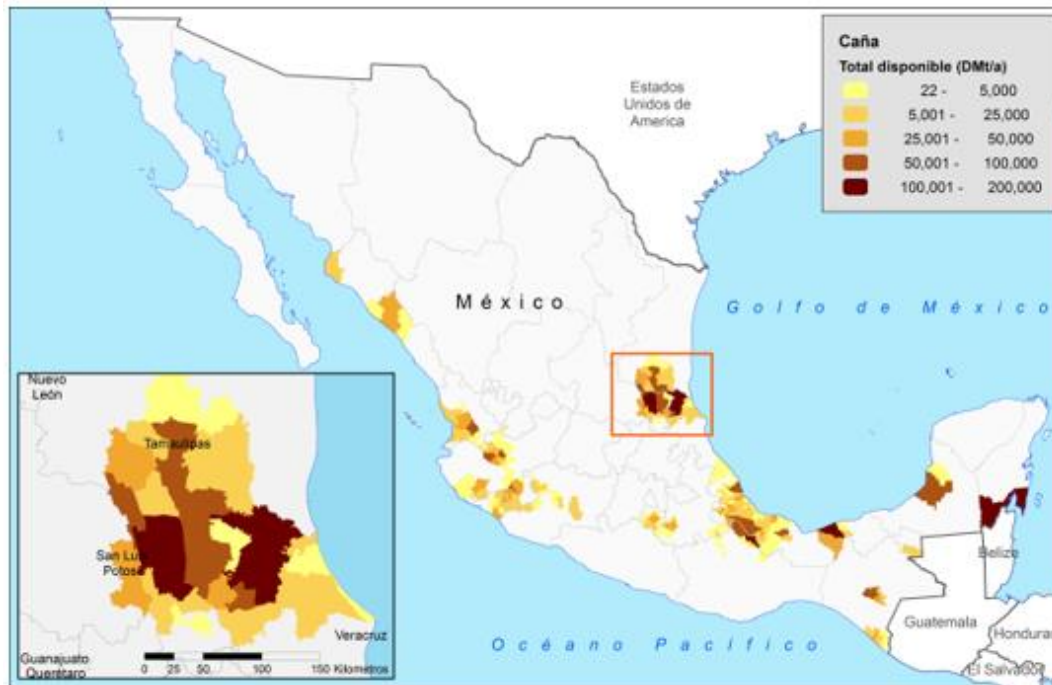 Caña
Total disponible (DMt/a)
22 - 5,000
5,001 - 25,000
25,001 - 50,000
50,001 - 100,000
100,001 - 200,000
Estados
Unidos de
America
México
Golfo de México
Nuevo
León
Tamaulipas
San Luis
Potosí
Veracruz
Guanajuato
Querétaro
0 25 50 100 150 Kilómetros
Belize
Guatemala
Hondura
El Salvador
Océano Pacífico